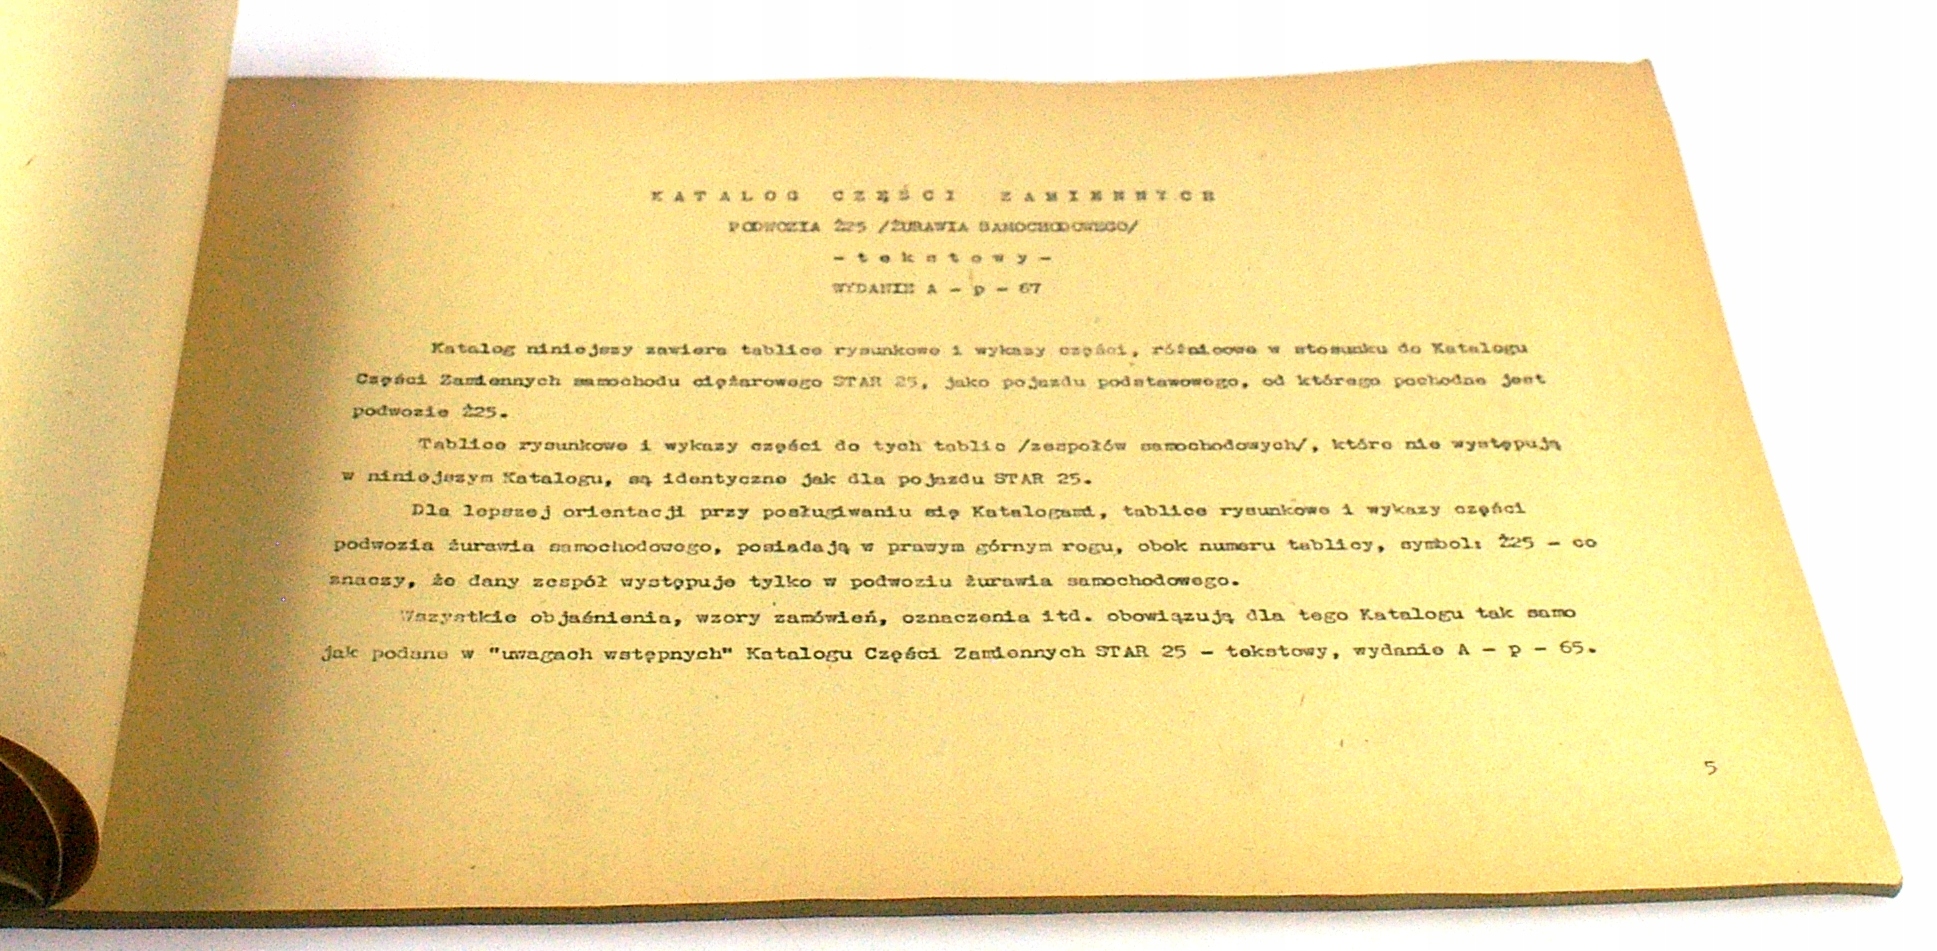 KATALOG CZĘŚCI ZAMIENNYCH
PODWOZIA Ż25 /ŻURAWIA SAMOCHODOWEGO/
- tekstowy -
WYDANIE A - p - 67
Katalog niniejszy zawiera tablice rysunkowe i wykazy części, różnicowe w stosunku do Katalogu
Części Zamiennych samochodu ciężarowego STAR 25, jako pojazdu podstawowego, od którego pochodne jest
podwozie Ż25.
Tablice rysunkowe i wykazy części do tych tablic /zespołów samochodowych/, które nie występują
w niniejszym Katalogu, są identyczne jak dla pojazdu STAR 25.
Dla lepszej orientacji przy posługiwaniu się Katalogami, tablice rysunkowe i wykazy części
podwozia żurawia samochodowego, posiadają w prawym górnym rogu, obok numeru tablicy, symbol: Ż25 - co
znaczy, że dany zespół występuje tylko w podwoziu żurawia samochodowego.
Wszystkie objaśnienia, wzory zamówień, oznaczenia itd. obowiązują dla tego Katalogu tak samo
jak podane w "uwagach wstępnych" Katalogu Części Zamiennych STAR 25 - tekstowy, wydanie A - p - 65.
5